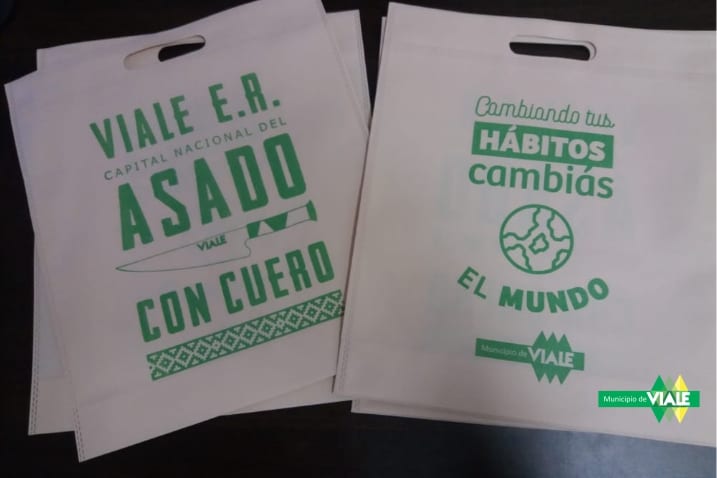 VIALE E.R.
CAPITAL NACIONAL DEL
ASADO
VIALE
CON CUERO
Cambiando tus
HÁBITOS
cambiás
EL MUNDO
Municipio de VIALE
Municipio de VIALE